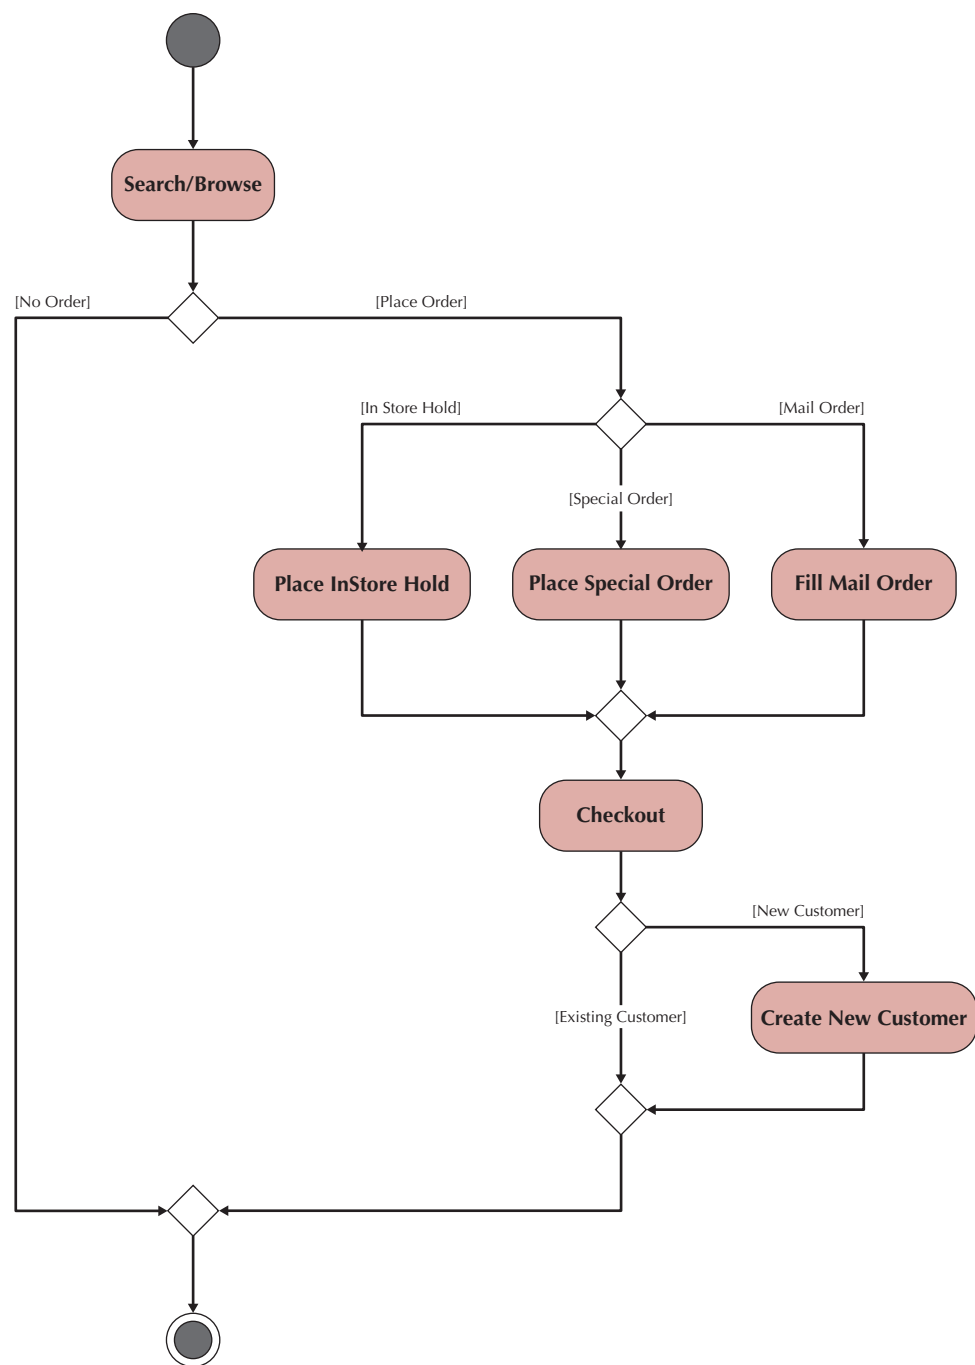 Search/Browse
[No Order]
[Place Order]
[In Store Hold]
[Mail Order]
[Special Order]
Place InStore Hold
Place Special Order
Fill Mail Order
Checkout
[New Customer]
[Existing Customer]
Create New Customer